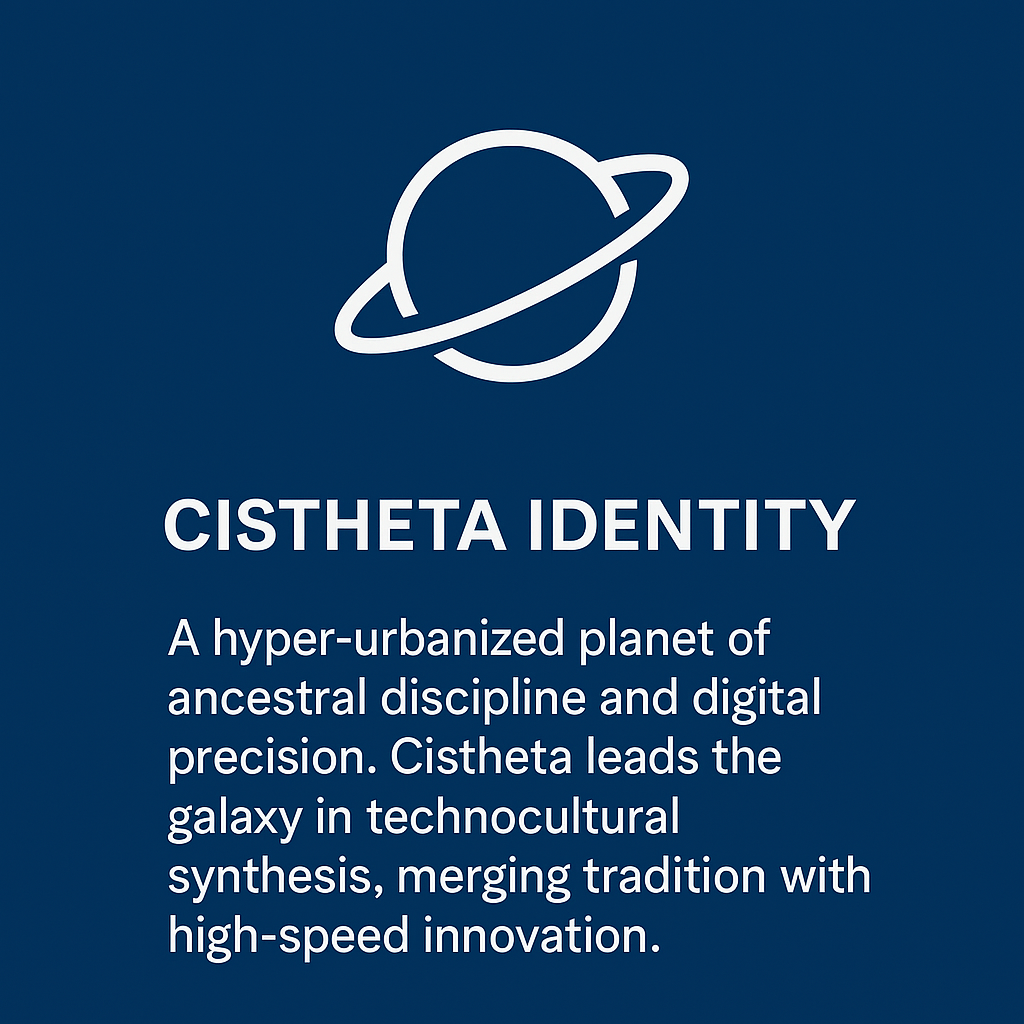 CISTHETA IDENTITY
A hyper-urbanized planet of
ancestral discipline and digital
precision. Cistheta leads the
galaxy in technocultural
synthesis, merging tradition with
high-speed innovation.